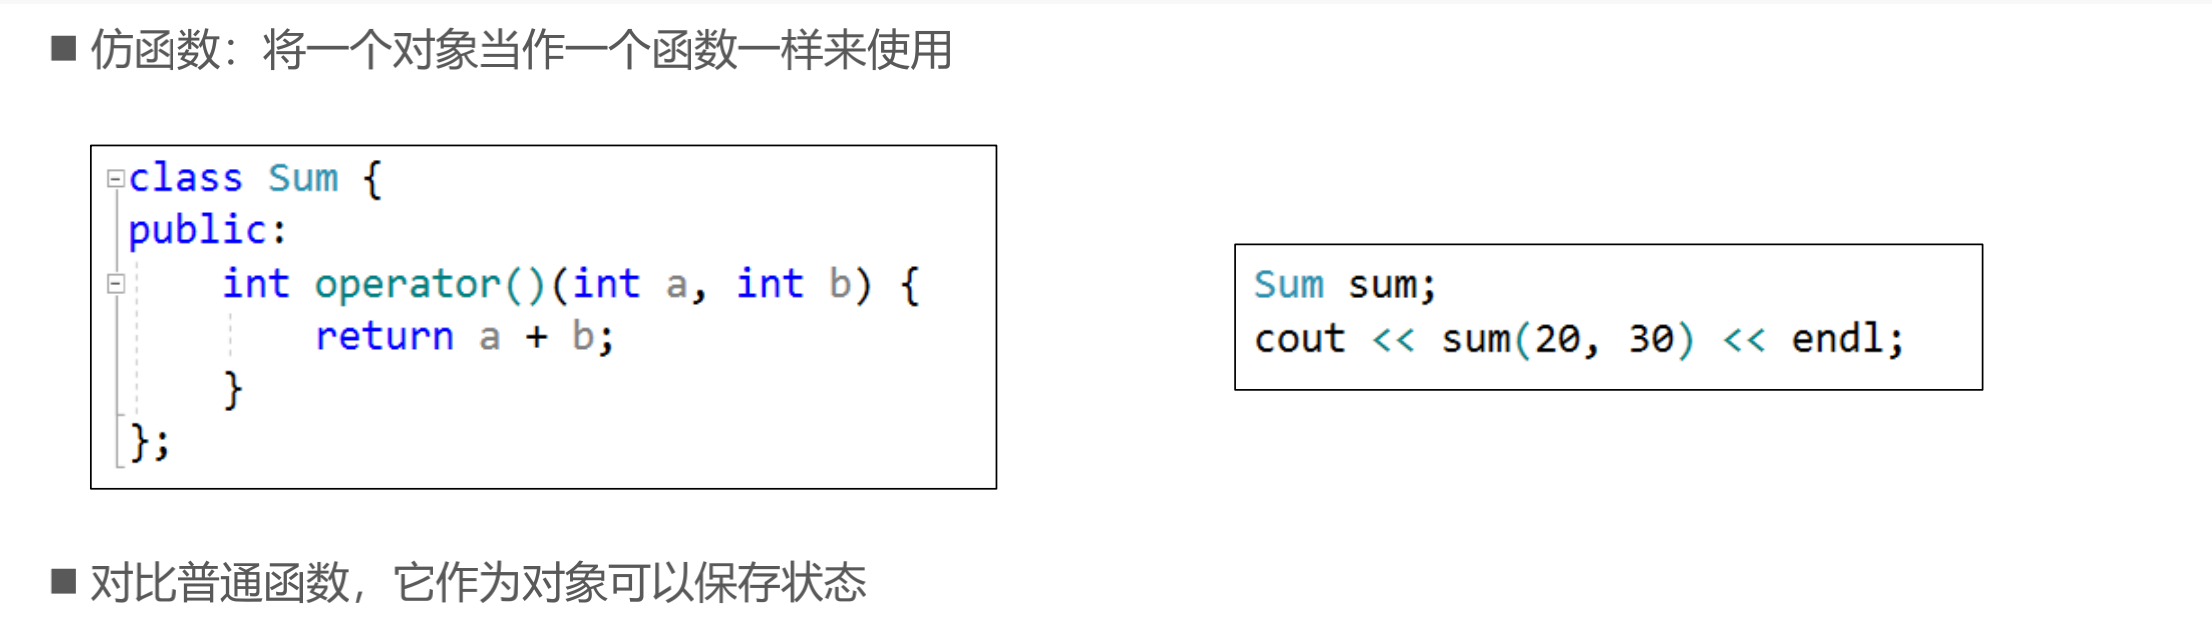 ■ 仿函数：将一个对象当作一个函数一样来使用
class Sum {
public:
    int operator()(int a, int b) {
        return a + b;
    }
};
Sum sum;
cout << sum(20, 30) << endl;
■ 对比普通函数，它作为对象可以保存状态